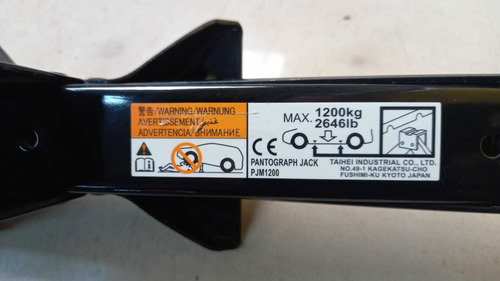 警告/WARNING/WARNUNG
AVERTISSEMENT/تحذير
ADVERTENCIA/ВНИМАНИЕ
MAX. 1200kg
2646lb
CE
PANTOGRAPH JACK
PJM1200
TAIHEI INDUSTRIAL CO., LTD.
NO.49-1 KAGEKATSU-CHO
FUSHIMI-KU KYOTO JAPAN